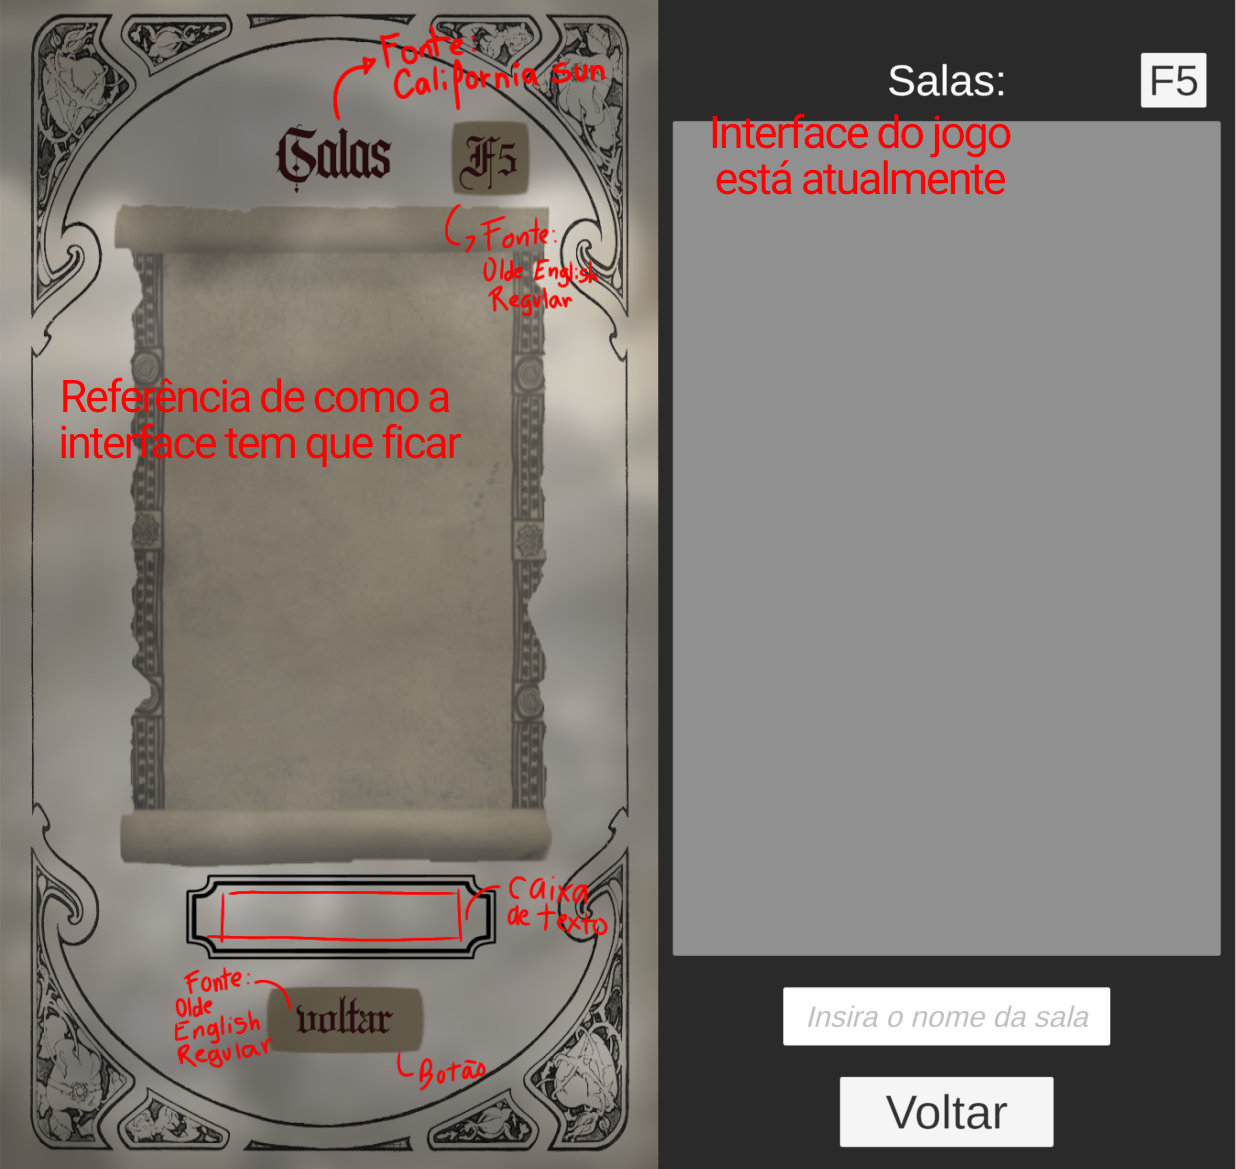 Fonte:
California sun
Salas
F5
Fonte:
Olde English
Regular
Referência de como a
interface tem que ficar
Caixa
de texto
Fonte:
Olde
English
Regular
voltar
Botão
Salas:
F5
Interface do jogo
está atualmente
Insira o nome da sala
Voltar